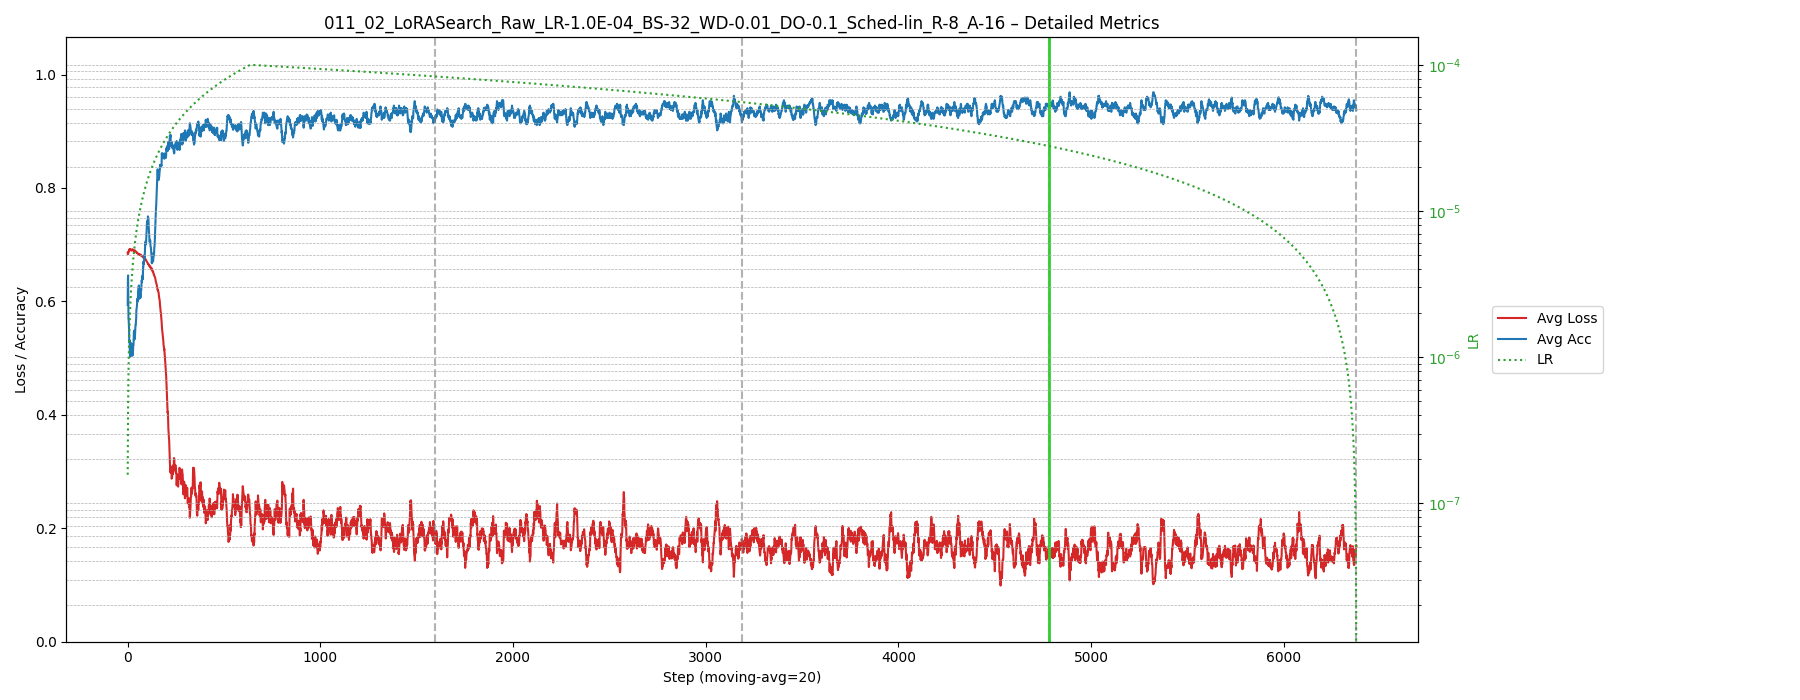 011_02_LoRASearch_Raw_LR-1.0E-04_BS-32_WD-0.01_DO-0.1_Sched-lin_R-8_A-16 – Detailed Metrics
1.0
0.8
0.6
0.4
0.2
0.0
Loss / Accuracy
0
1000
2000
3000
4000
5000
6000
Step (moving-avg=20)
10⁻⁴
10⁻⁵
10⁻⁶
10⁻⁷
LR
Avg Loss
Avg Acc
LR